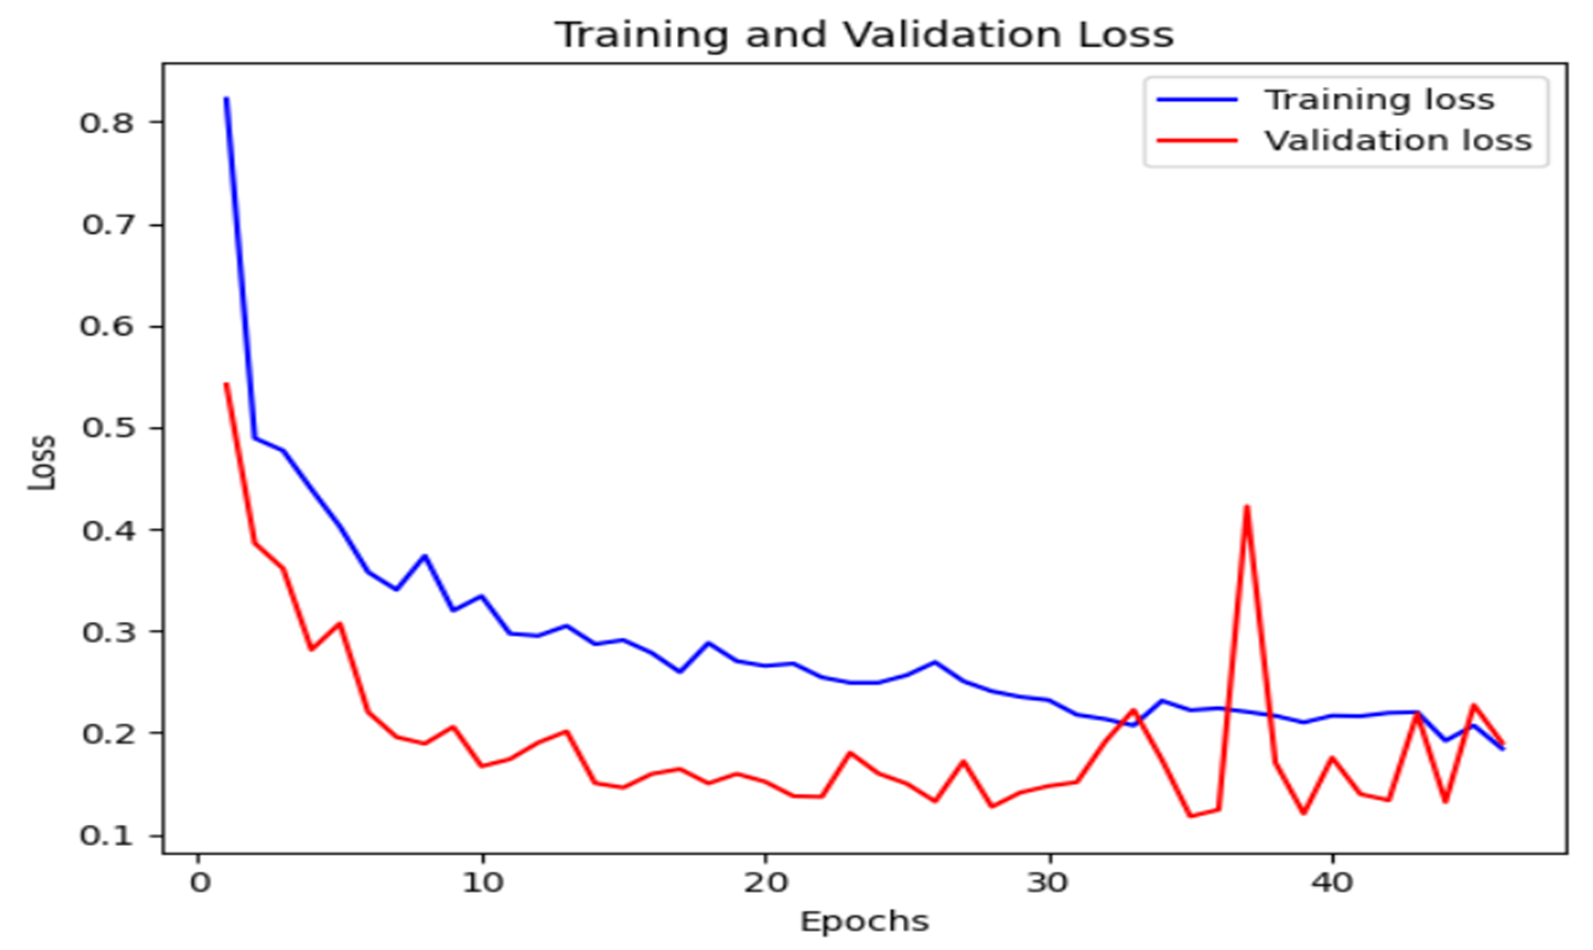 Training and Validation Loss
Training loss
Validation loss
0.8
0.7
0.6
0.5
0.4
0.3
0.2
0.1
Loss
0 10 20 30 40
Epochs